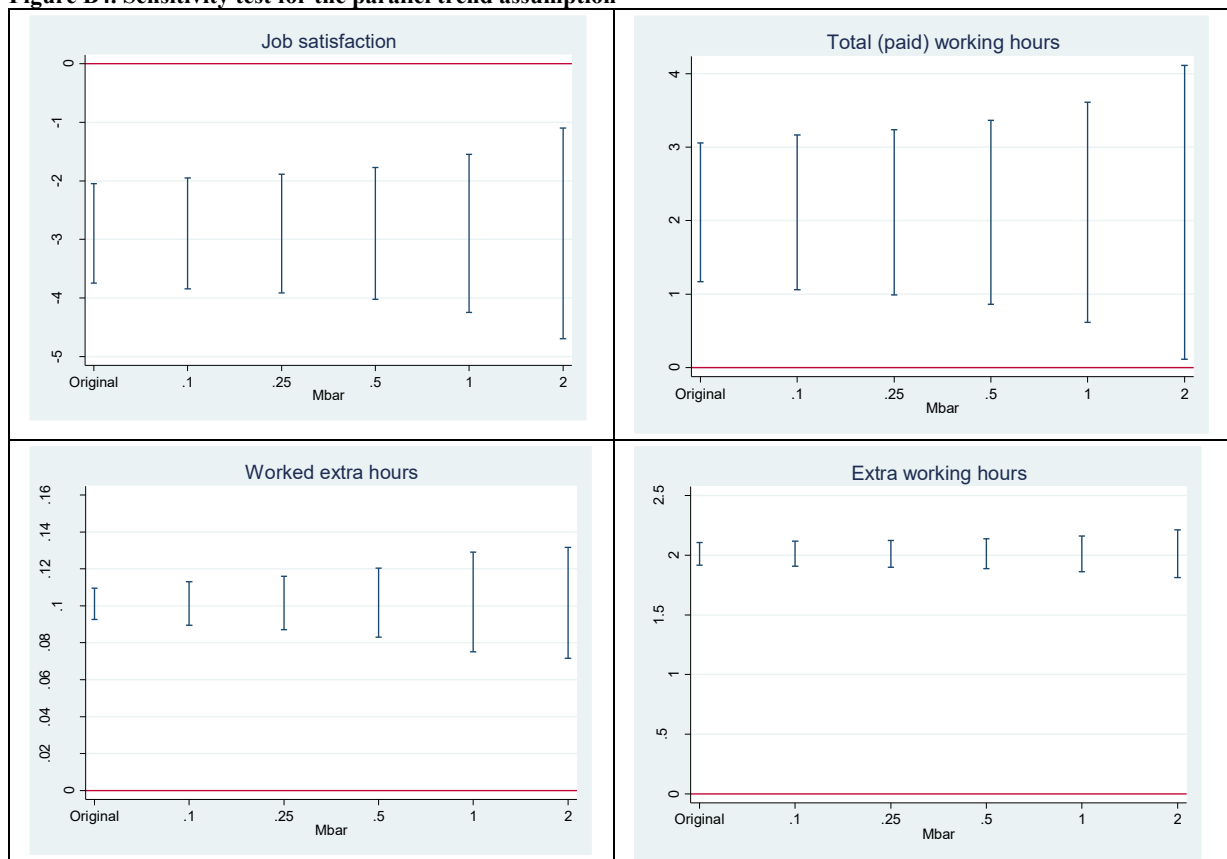 Figure D4. Sensitivity test for the parallel trend assumption
Job satisfaction
0
-1
-2
-3
-4
-5
Original .1 .25 .5 1 2
Mbar
Total (paid) working hours
4
3
2
1
0
Original .1 .25 .5 1 2
Mbar
Worked extra hours
.16
.14
.12
.1
.08
.06
.04
.02
0
Original .1 .25 .5 1 2
Mbar
Extra working hours
2.5
2
1.5
1
.5
0
Original .1 .25 .5 1 2
Mbar